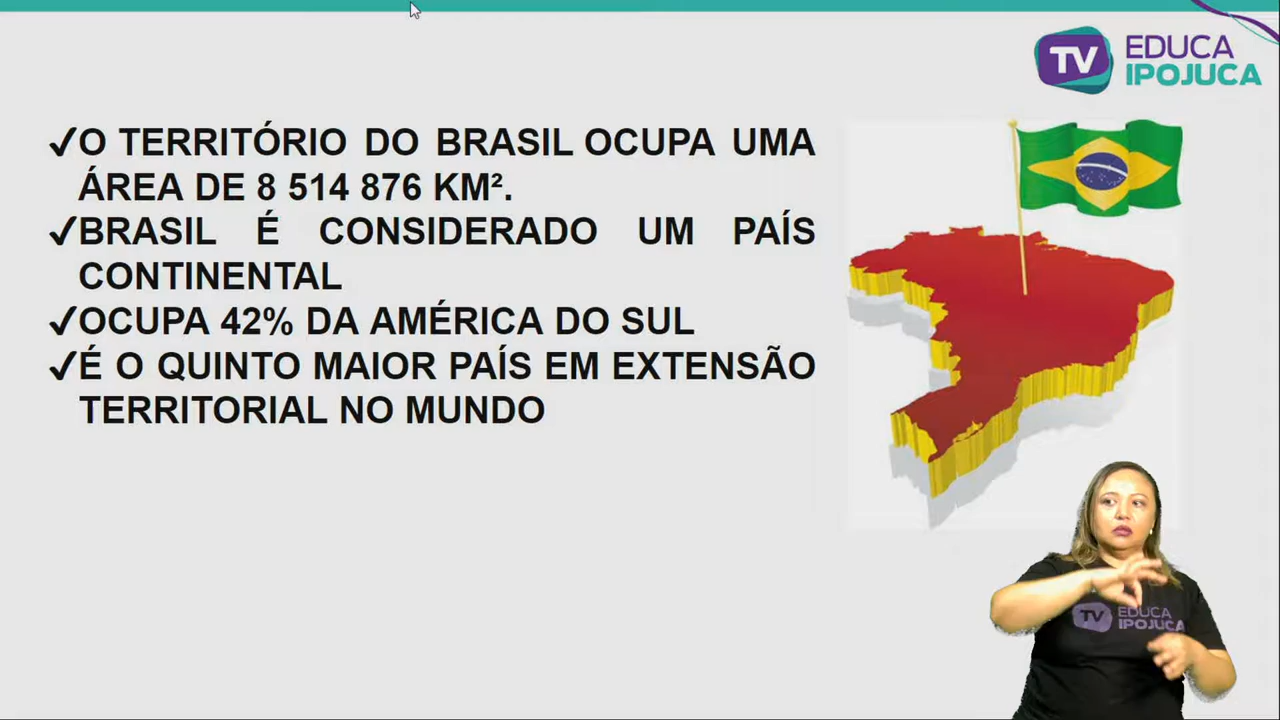 TV EDUCA
IPOJUCA
✓O TERRITÓRIO DO BRASIL OCUPA UMA
ÁREA DE 8 514 876 KM².
✓BRASIL É CONSIDERADO UM PAÍS
CONTINENTAL
✓OCUPA 42% DA AMÉRICA DO SUL
✓É O QUINTO MAIOR PAÍS EM EXTENSÃO
TERRITORIAL NO MUNDO
TV EDUCA
IPOJUCA